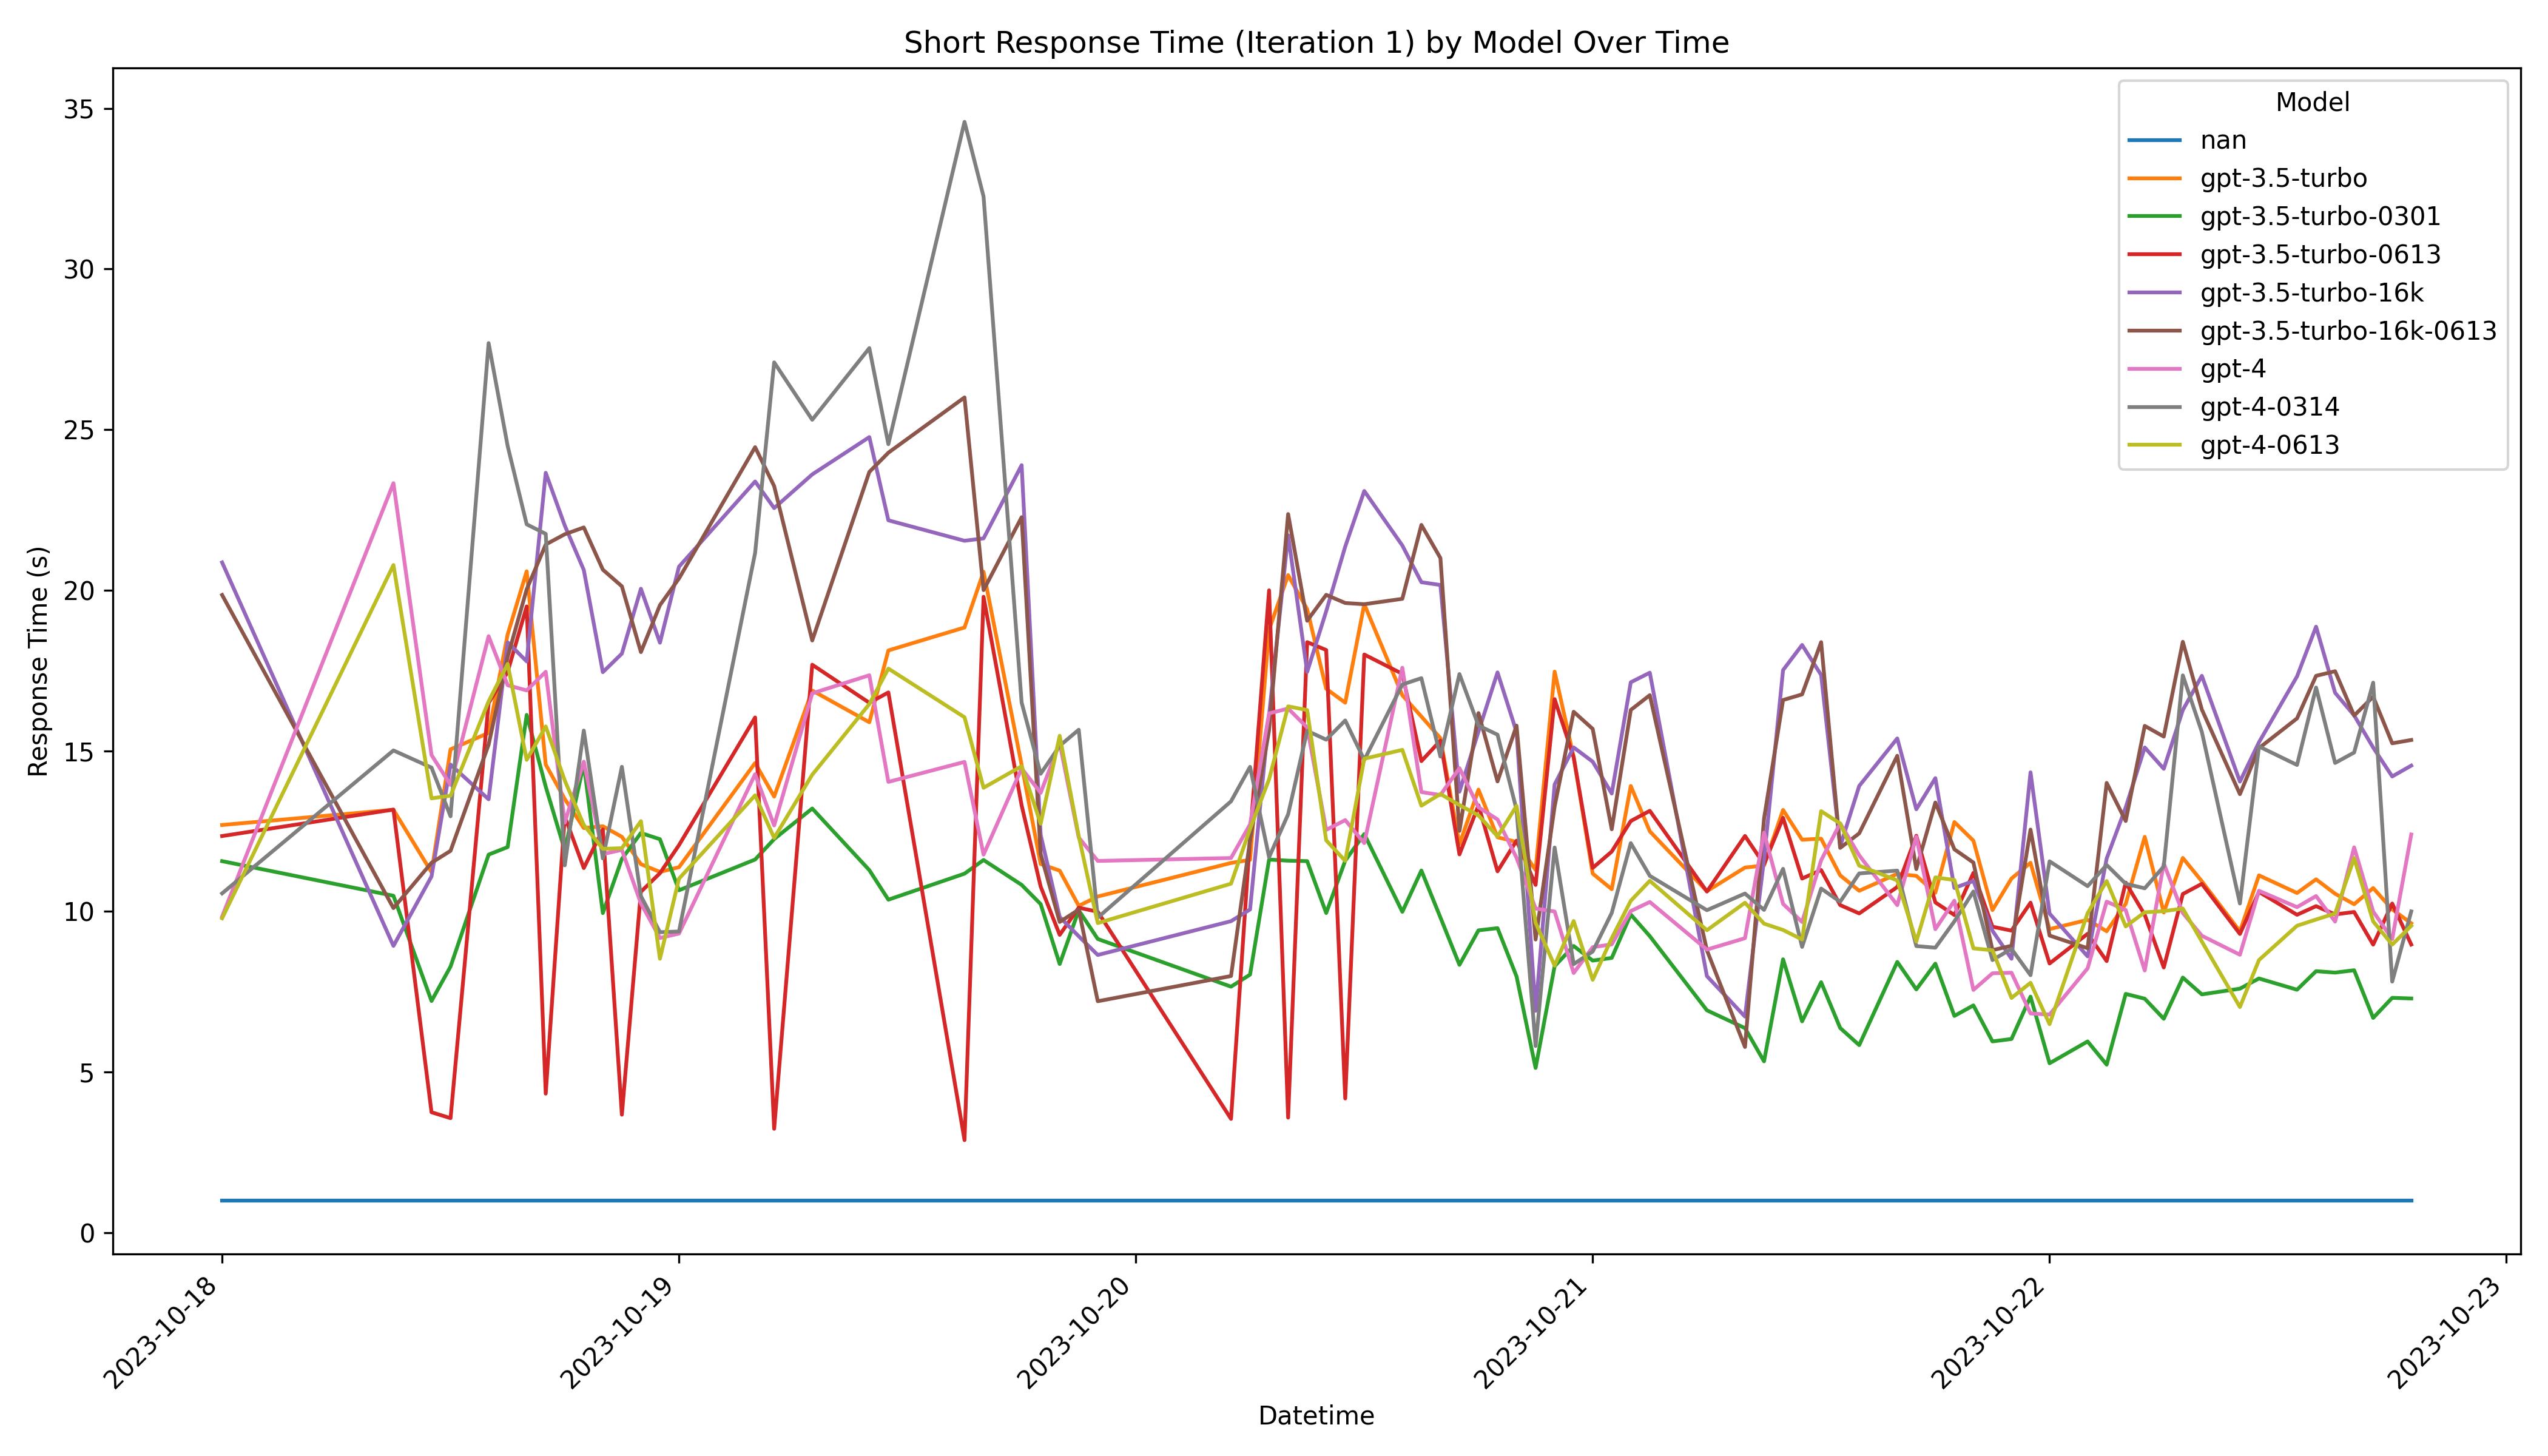 Short Response Time (Iteration 1) by Model Over Time
Response Time (s)
35
30
25
20
15
10
5
0
Model
nan
gpt-3.5-turbo
gpt-3.5-turbo-0301
gpt-3.5-turbo-0613
gpt-3.5-turbo-16k
gpt-3.5-turbo-16k-0613
gpt-4
gpt-4-0314
gpt-4-0613
2023-10-18
2023-10-19
2023-10-20
2023-10-21
2023-10-22
2023-10-23
Datetime